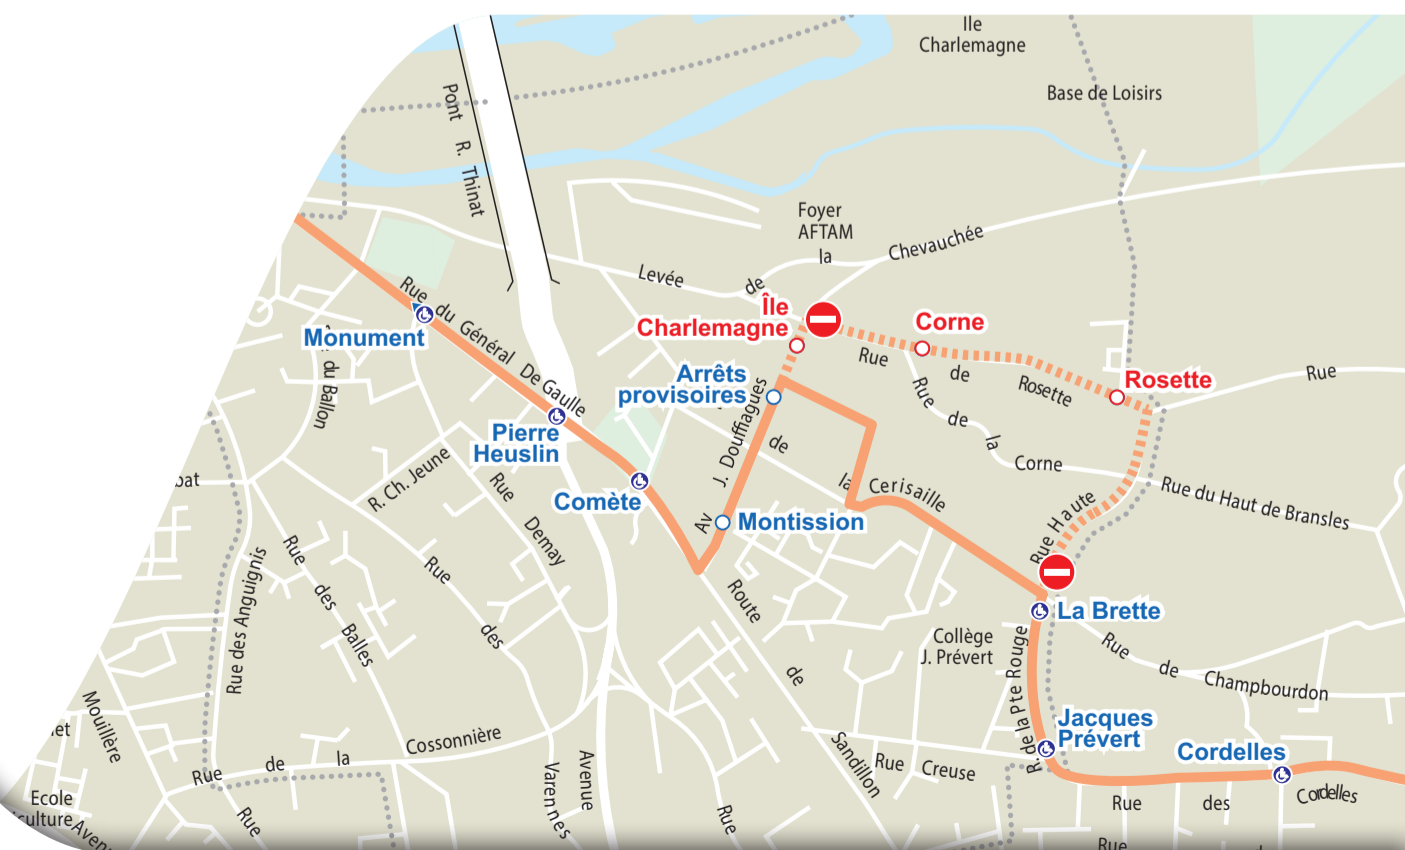 Ile
Charlemagne
Base de Loisirs
Pont R. Thinat
Foyer
AFTAM
Levée de la Chevauchée
Île
Charlemagne
Corne
Rosette
Rue de Rosette
Rue
Rue de la Corne
Rue du Haut de Bransles
Rue Haute
Arrêts
provisoires
Av J. Douffiagues
de la Cerisaille
Montission
Monument
Rue du Général De Gaulle
du Ballon
Pierre
Heuslin
Comète
R. Ch. Jeune
Rue Demay
bat
Rue des Anguignis
Rue des Balles
Rue des
Route de Sandillon
La Brette
Collège
J. Prévert
R. de la Pte Rouge
Rue de Champbourdon
Jacques
Prévert
Cordelles
Rue des Cordelles
Rue Creuse
Mouillère
et
Rue de la Cossonnière
Ecole
culture
Aven
Rue
Varennes
Avenue
Rue
Rue